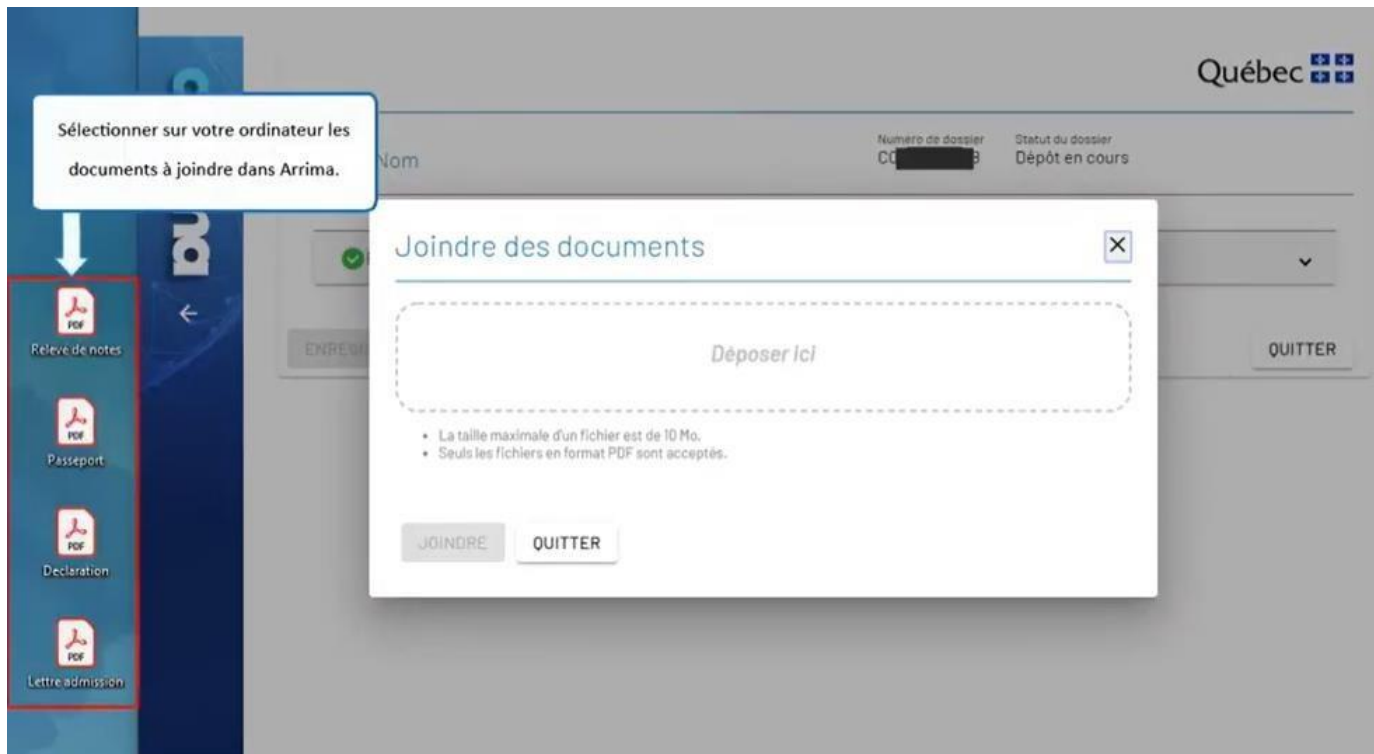 Québec
Sélectionner sur votre ordinateur les
documents à joindre dans Arrima.
Nom
Numéro de dossier
Statut du dossier
Dépôt en cours
Joindre des documents
Déposer ici
La taille maximale d'un fichier est de 10 Mo.
Seuls les fichiers en format PDF sont acceptés.
JOINDRE
QUITTER
QUITTER
PDF
Releve de notes
PDF
Passeport
PDF
Declaration
PDF
Lettre admission